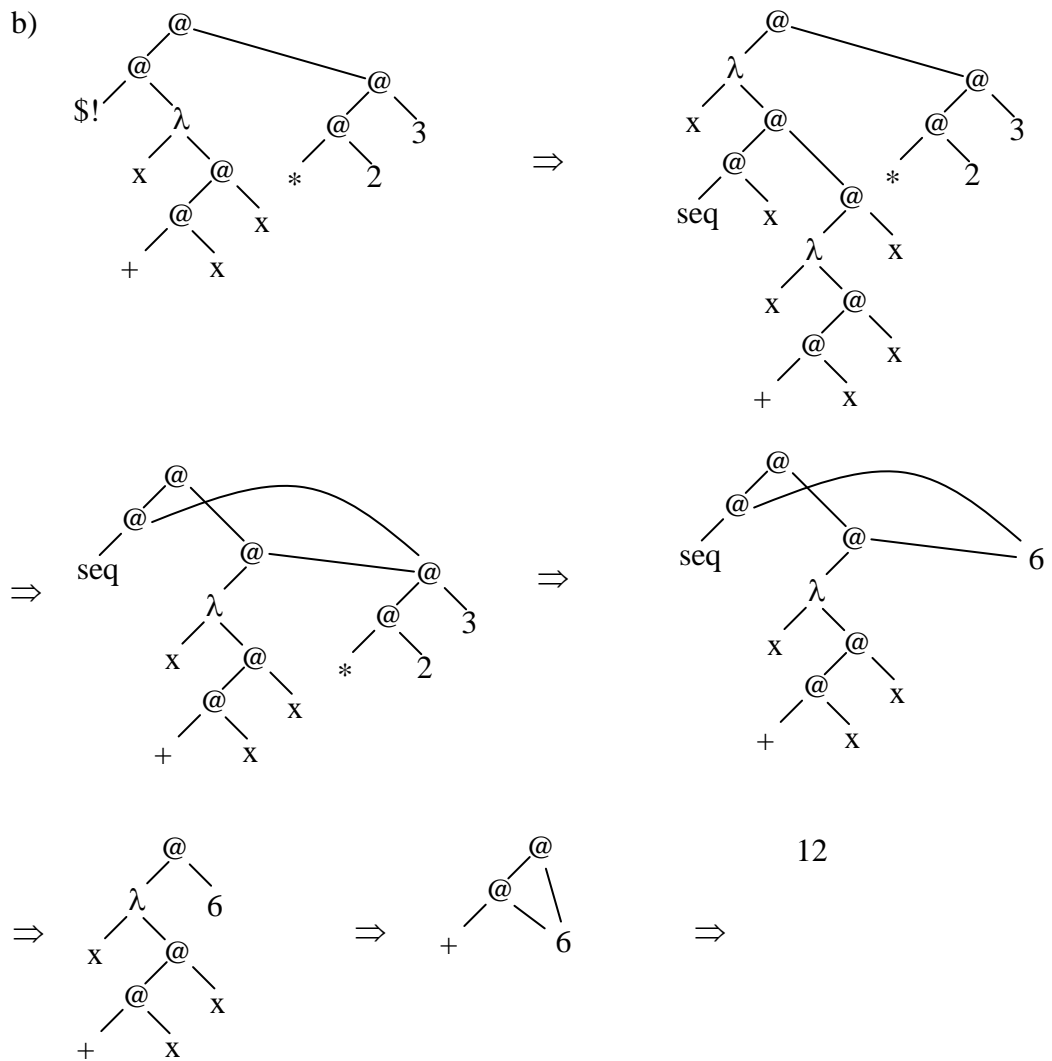 b) @ @
@ λ
$! λ @ x @ @
@ 3 @ 3
x @ * 2 ⇒ @ @ * 2
@ x seq x λ x
+ x x @
@ x
+ x
@ @
@ @
seq @ @ seq @ 6
⇒ λ @ 3 ⇒ λ
x @ * 2 x @
@ x @ x
+ x + x
@ @ 12
λ 6 @
⇒ x @ ⇒ + 6 ⇒
@ x
+ x